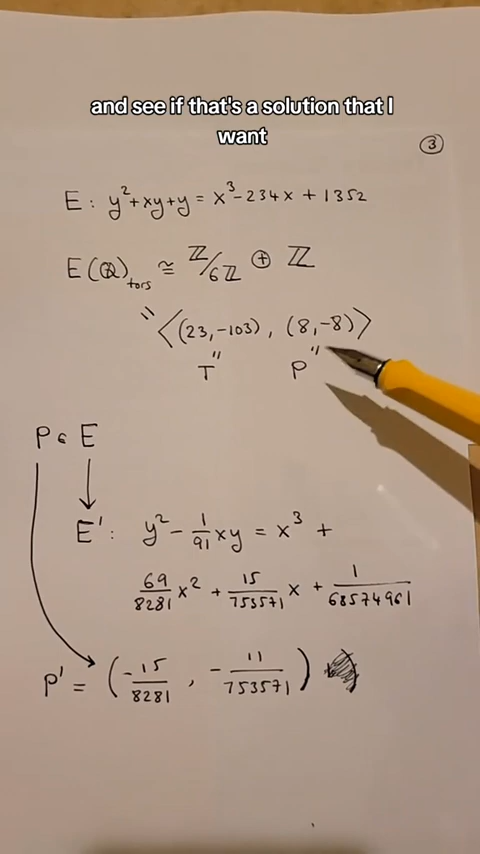 and see if that's a solution that I
want
③
E: y²+xy+y = x³-234x + 1352
E(ℚ)tors ≅ ℤ/6ℤ ⊕ ℤ
" ⟨(23,-103), (8,-8)⟩
" "
T P
P ∈ E
E': y² - 1/91 xy = x³ +
69/8281 x² + 15/753571 x + 1/68574961
P' = (-15/8281, -11/753571)